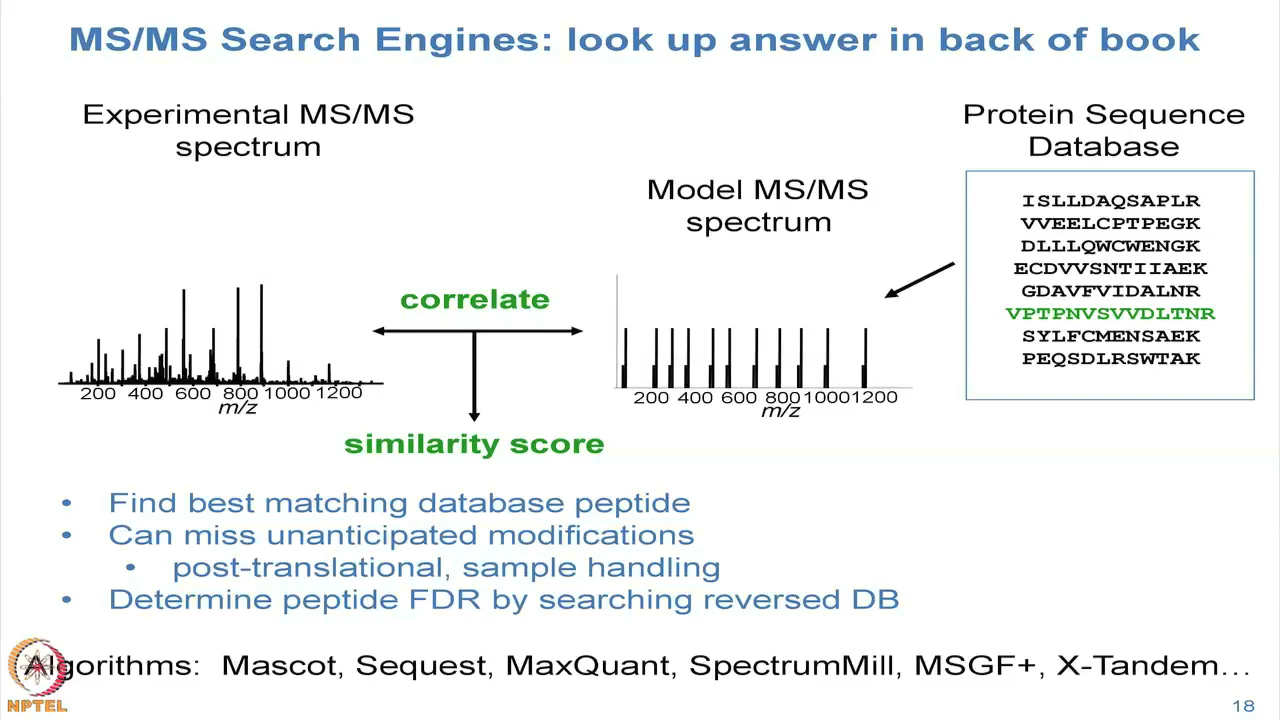 MS/MS Search Engines: look up answer in back of book
Experimental MS/MS
spectrum
Model MS/MS
spectrum
Protein Sequence
Database
ISLLDAQSAPLR
VVEELCPTPEGK
DLLLQWCWENGK
ECDVVSNTIIAEK
GDAVFVIDALNR
VPTPNVSVVDLTNR
SYLFCMENSAEK
PEQSDLRSWTAK
correlate
200 400 600 800 1000 1200
m/z
200 400 600 800 1000 1200
m/z
similarity score
• Find best matching database peptide
• Can miss unanticipated modifications
• post-translational, sample handling
• Determine peptide FDR by searching reversed DB
Algorithms: Mascot, Sequest, MaxQuant, SpectrumMill, MSGF+, X-Tandem...
NPTEL
18